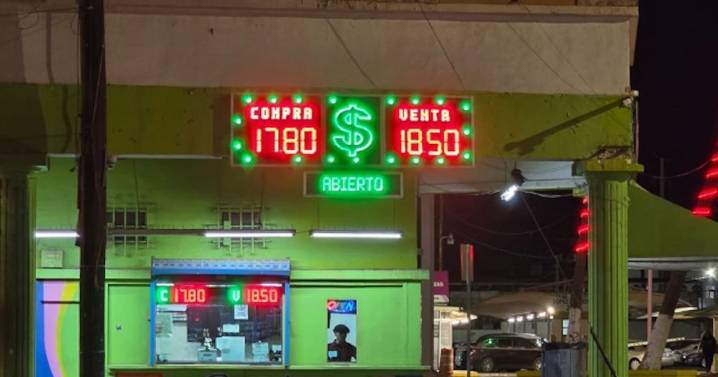 COMPRA
17.80
$
VENTA
18.50
ABIERTO
C 17.80 V 18.50
OPEN